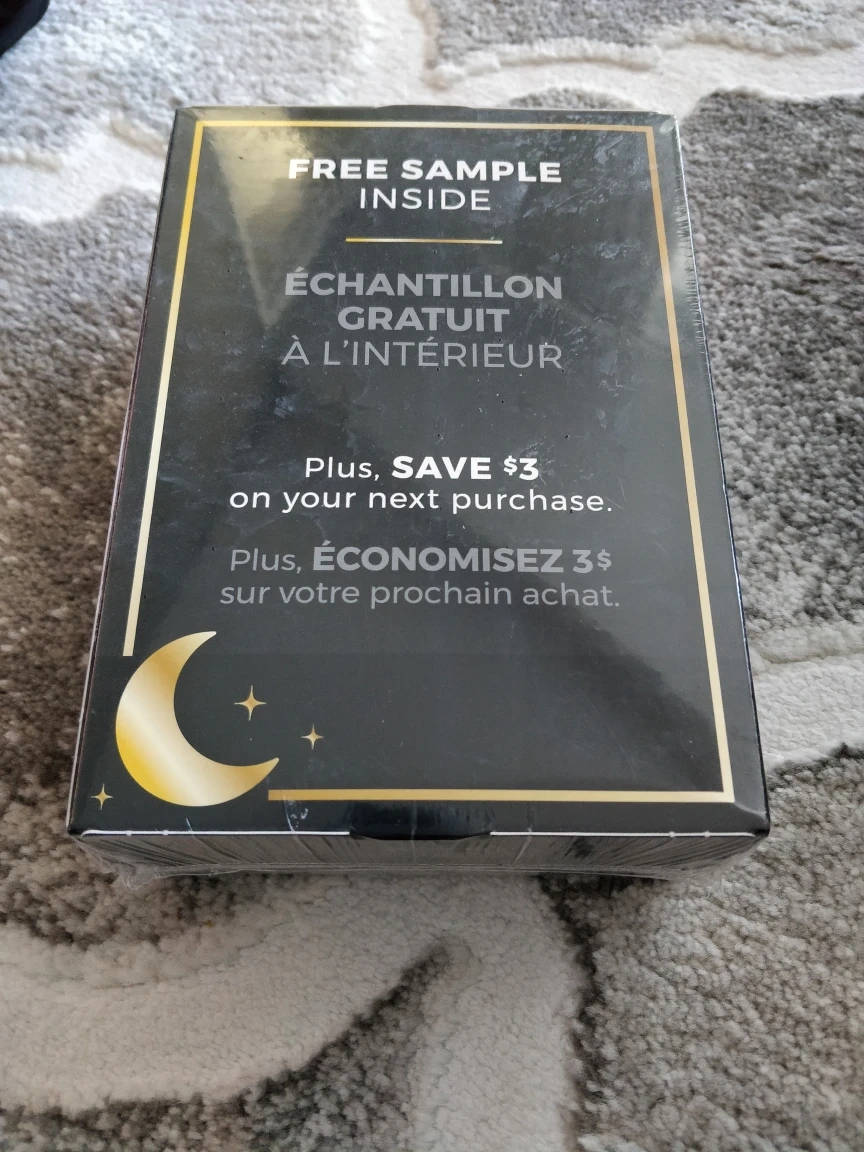 FREE SAMPLE
INSIDE
ÉCHANTILLON
GRATUIT
À L'INTÉRIEUR
Plus, SAVE $3
on your next purchase.
Plus, ÉCONOMISEZ 3$
sur votre prochain achat.